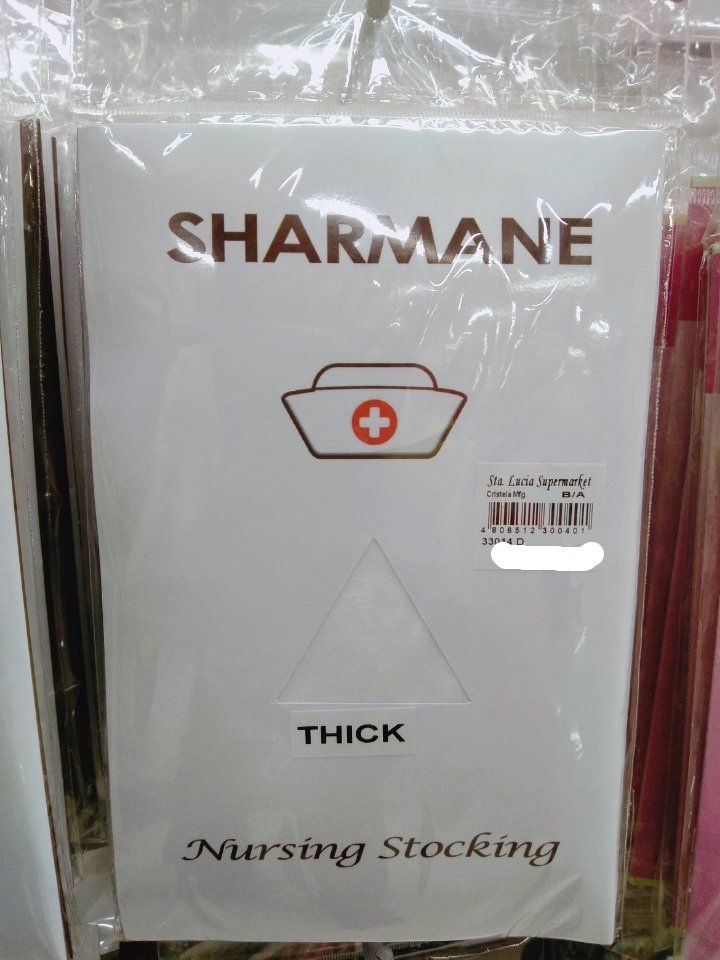 SHARMANE
Sta. Lucia Supermarket
Cristela Mfg. B/A
4 806512 300401
33014 D
THICK
Nursing Stocking